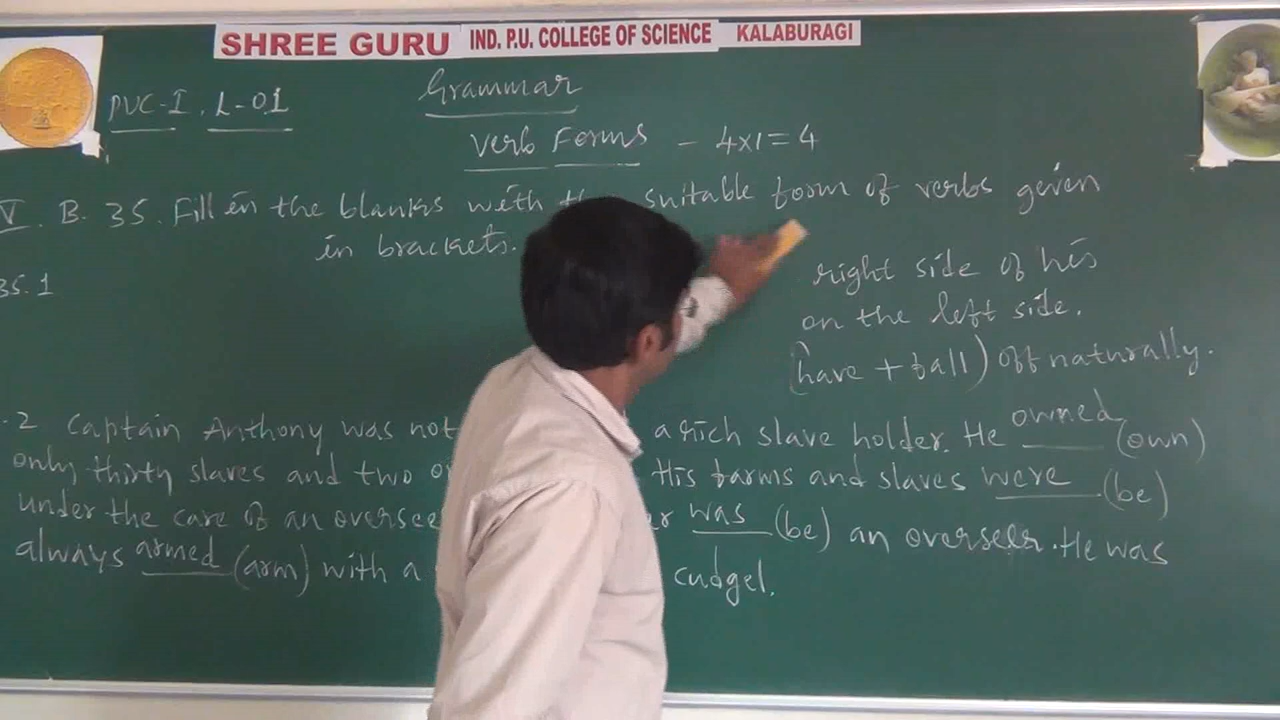 SHREE GURU IND. P.U. COLLEGE OF SCIENCE KALABURAGI
PUC-I, L-01
Grammar
Verb Forms - 4x1=4
V. B. 35. Fill in the blanks with the suitable form of verbs given
in brackets.
35.1
right side of his
on the left side.
(have + fall) off naturally.
.2 Captain Anthony was not a rich slave holder. He owned (own)
only thirty slaves and two His farms and slaves were (be)
under the care of an was (be) an overseer. He was
always armed (arm) with a cudgel.